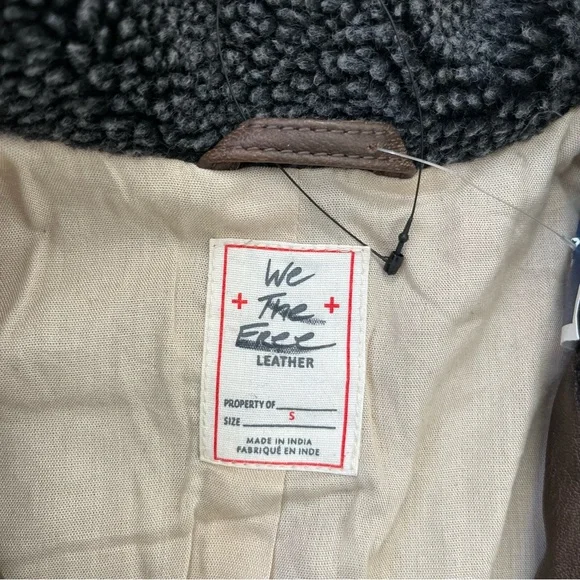 We
+ The +
Free
LEATHER
PROPERTY OF
SIZE S
MADE IN INDIA
FABRIQUÉ EN INDE